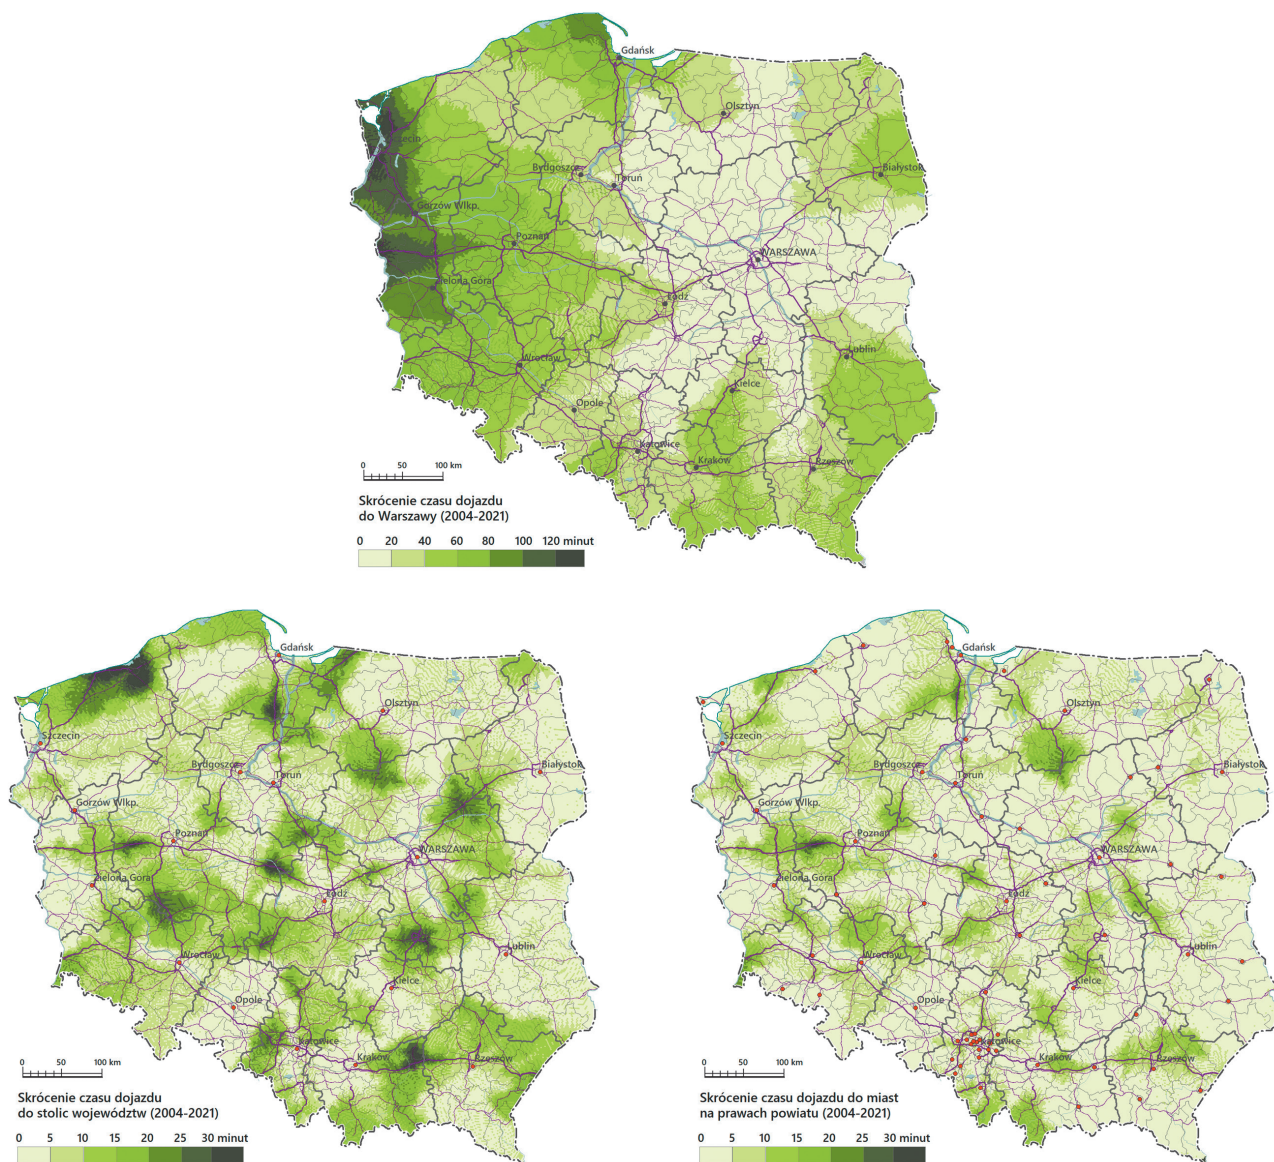 Gdańsk
Olsztyn
Białystok
Bydgoszcz
Toruń
Gorzów Wlkp.
Poznań
WARSZAWA
Zielona Góra
Łódź
Lublin
Wrocław
Kielce
Opole
Katowice
Kraków
Rzeszów
0 50 100 km
Skrócenie czasu dojazdu
do Warszawy (2004-2021)
0 20 40 60 80 100 120 minut
Gdańsk
Olsztyn
Szczecin
Bydgoszcz
Toruń
Białystok
Gorzów Wlkp.
Poznań
WARSZAWA
Zielona Góra
Łódź
Wrocław
Lublin
Kielce
Opole
Katowice
Kraków
Rzeszów
0 50 100 km
Skrócenie czasu dojazdu
do stolic województw (2004-2021)
0 5 10 15 20 25 30 minut
Gdańsk
Olsztyn
Szczecin
Bydgoszcz
Toruń
Białystok
Gorzów Wlkp.
Poznań
WARSZAWA
Zielona Góra
Łódź
Wrocław
Lublin
Kielce
Opole
Katowice
Kraków
Rzeszów
0 50 100 km
Skrócenie czasu dojazdu do miast
na prawach powiatu (2004-2021)
0 5 10 15 20 25 30 minut